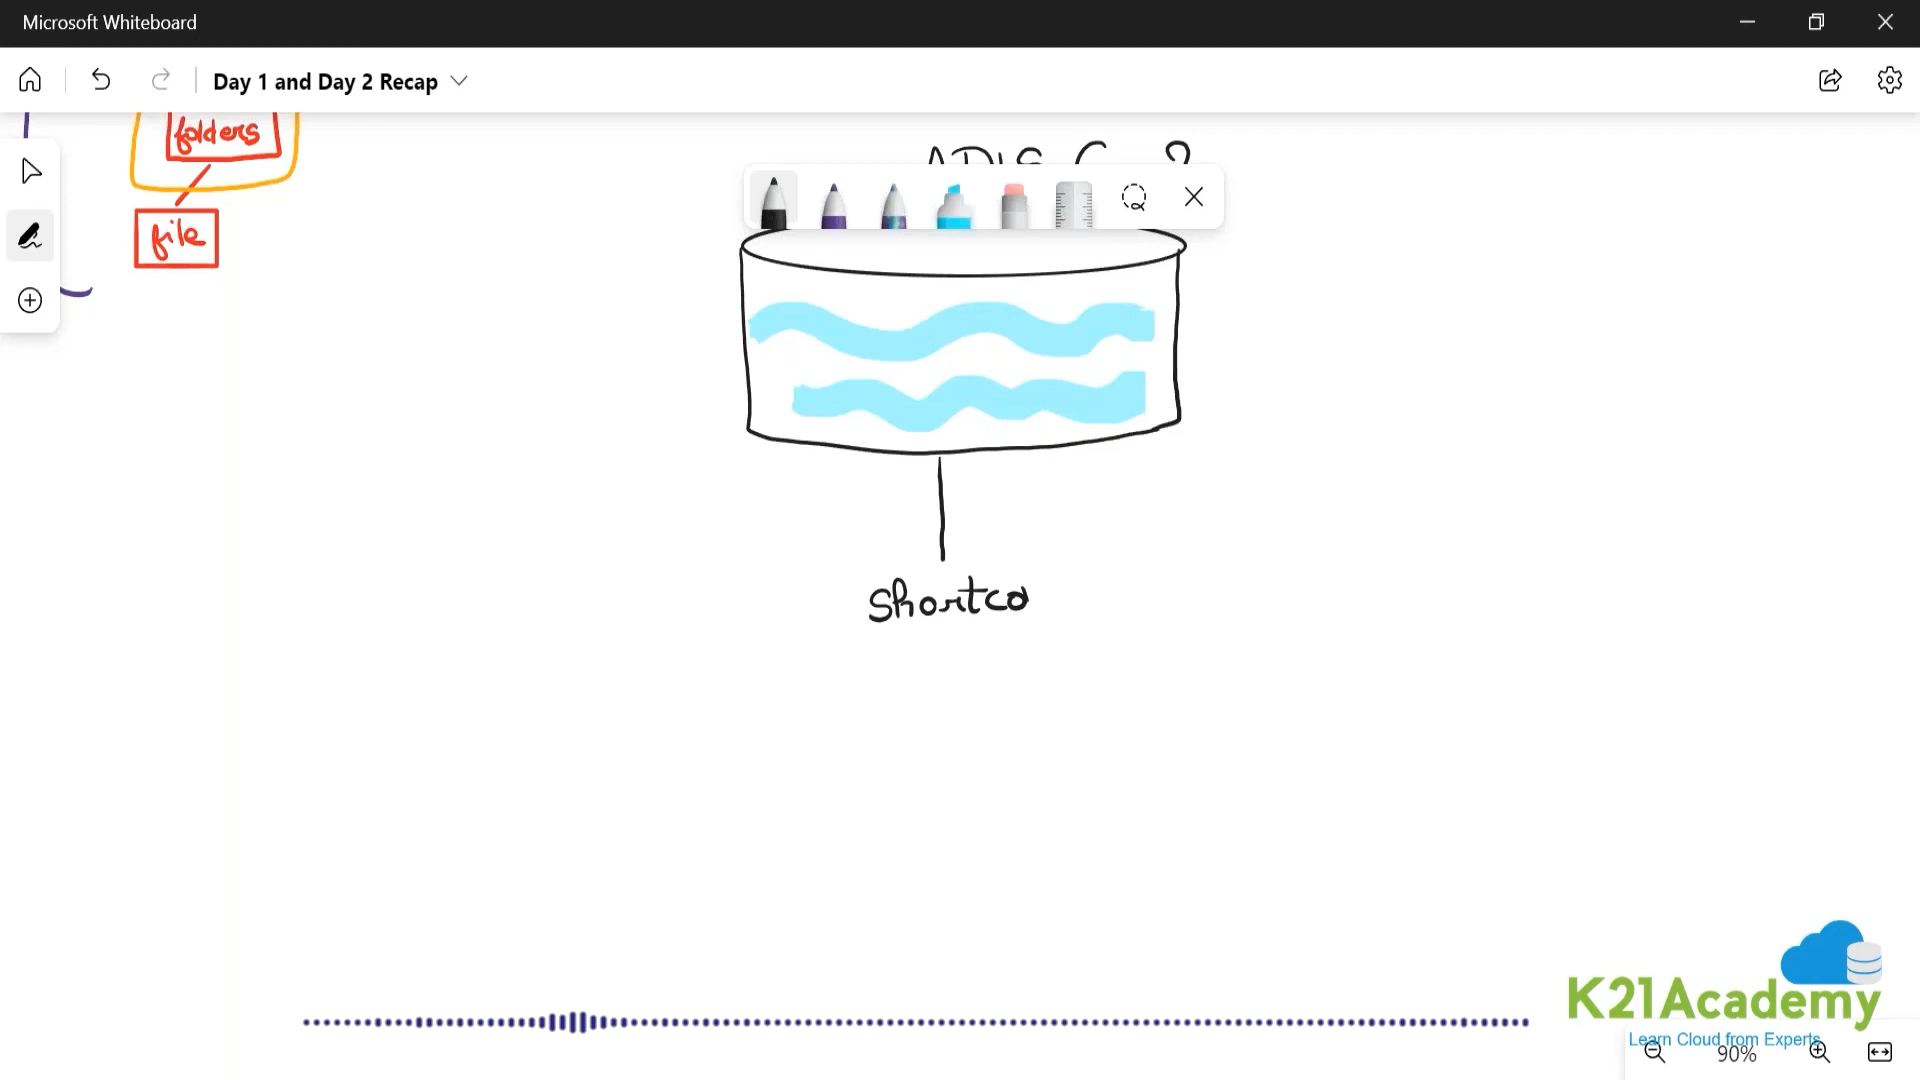 Microsoft Whiteboard
Day 1 and Day 2 Recap
folders
file
shortco
K21Academy
Learn Cloud from Experts
90%